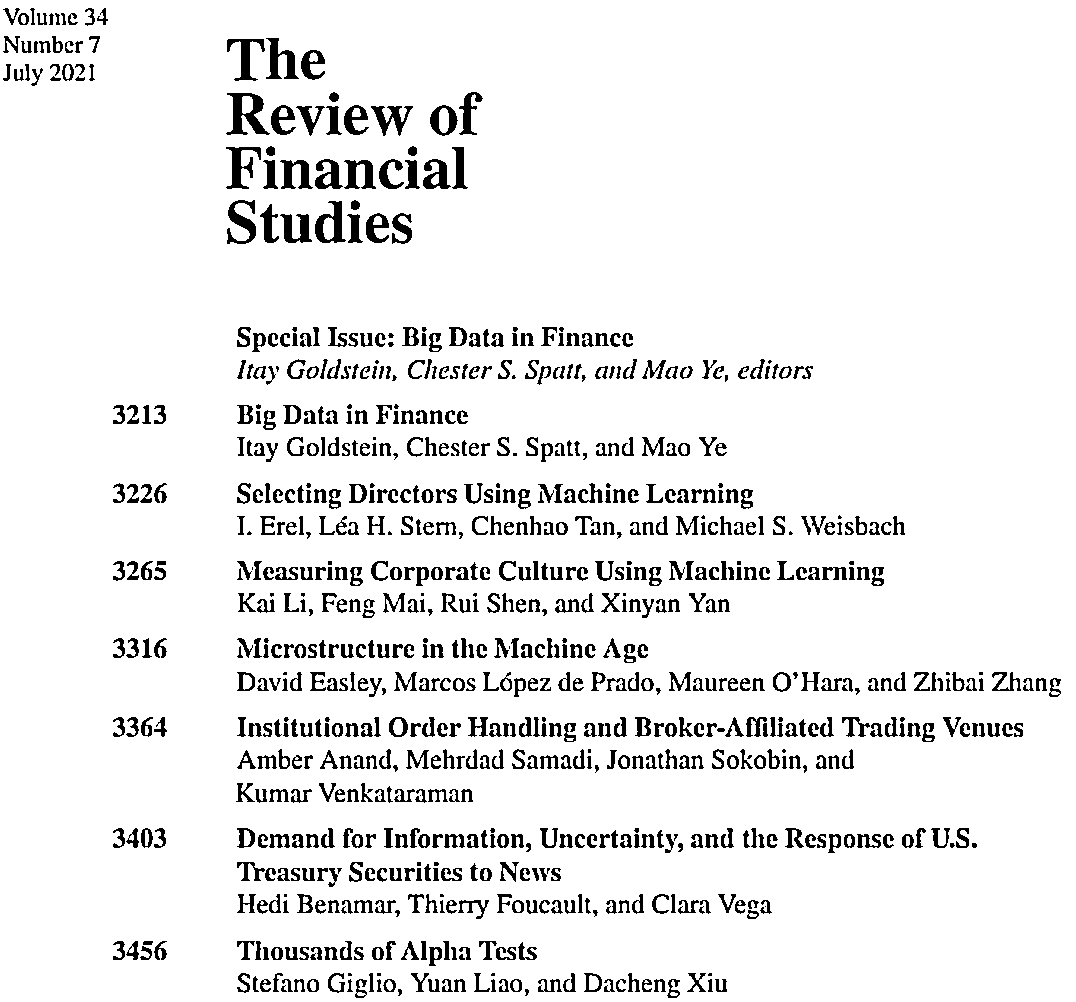 Volume 34
Number 7
July 2021
The
Review of
Financial
Studies
Special Issue: Big Data in Finance
Itay Goldstein, Chester S. Spatt, and Mao Ye, editors
3213 Big Data in Finance
Itay Goldstein, Chester S. Spatt, and Mao Ye
3226 Selecting Directors Using Machine Learning
I. Erel, Léa H. Stern, Chenhao Tan, and Michael S. Weisbach
3265 Measuring Corporate Culture Using Machine Learning
Kai Li, Feng Mai, Rui Shen, and Xinyan Yan
3316 Microstructure in the Machine Age
David Easley, Marcos López de Prado, Maureen O'Hara, and Zhibai Zhang
3364 Institutional Order Handling and Broker-Affiliated Trading Venues
Amber Anand, Mehrdad Samadi, Jonathan Sokobin, and
Kumar Venkataraman
3403 Demand for Information, Uncertainty, and the Response of U.S.
Treasury Securities to News
Hedi Benamar, Thierry Foucault, and Clara Vega
3456 Thousands of Alpha Tests
Stefano Giglio, Yuan Liao, and Dacheng Xiu